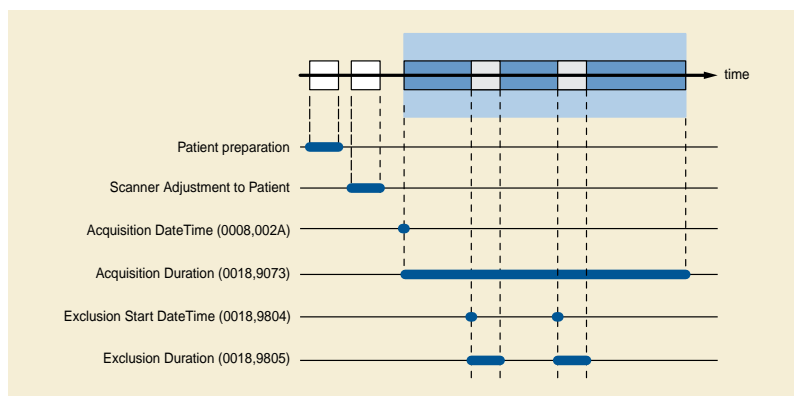 time
Patient preparation
Scanner Adjustment to Patient
Acquisition DateTime (0008,002A)
Acquisition Duration (0018,9073)
Exclusion Start DateTime (0018,9804)
Exclusion Duration (0018,9805)